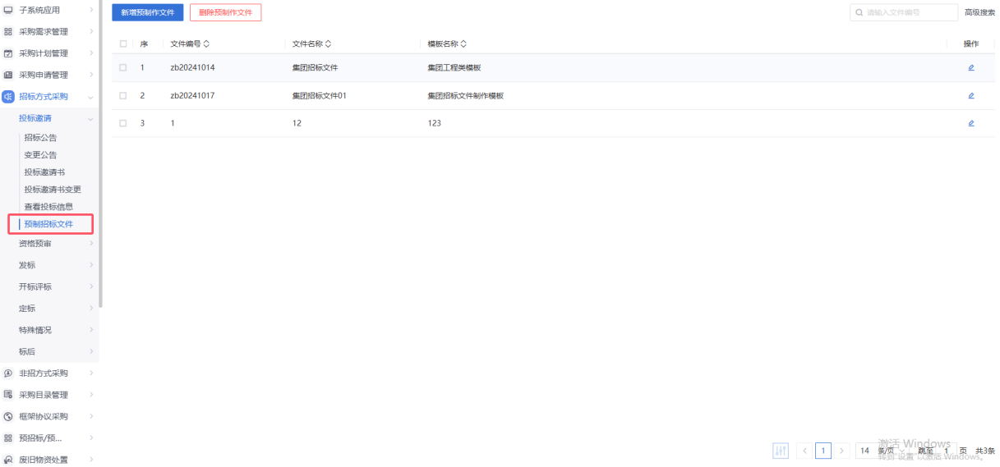 子系统应用
采购需求管理
采购计划管理
采购申请管理
招标方式采购
投标邀请
招标公告
变更公告
投标邀请书
投标邀请书变更
查看投标信息
预制招标文件
资格预审
发标
开标评标
定标
特殊情况
标后
非招方式采购
采购目录管理
框架协议采购
预招标/预...
废旧物资处置
新增预制作文件 删除预制作文件 请输入文件编号 高级搜索
序 文件编号 文件名称 模板名称 操作
1 zb20241014 集团招标文件 集团工程类模板
2 zb20241017 集团招标文件01 集团招标文件制作模板
3 1 12 123
激活 Windows
1 14 条/页 跳至 1 页 共3条
转到"设置"以激活 Windows。